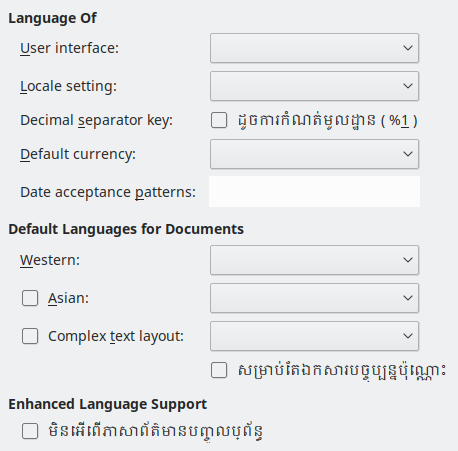 Language Of
User interface:
Locale setting:
Decimal separator key: ដូចការកំណត់មូលដ្ឋាន ( %1 )
Default currency:
Date acceptance patterns:
Default Languages for Documents
Western:
Asian:
Complex text layout:
សម្រាប់តែឯកសារបច្ចុប្បន្នប៉ុណ្ណោះ
Enhanced Language Support
មិនអើពើភាសាព័ត៌មានបញ្ចូលប្រព័ន្ធ